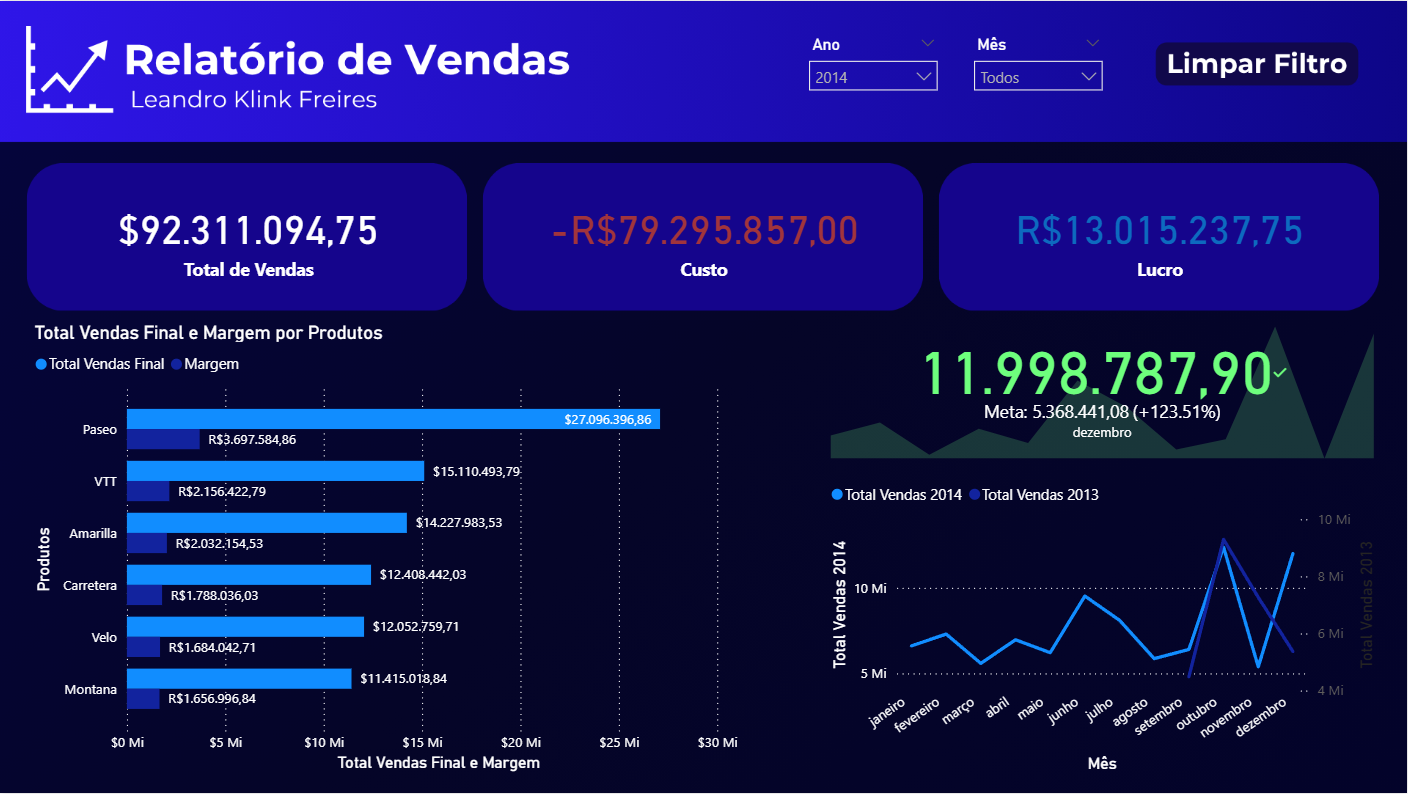 Relatório de Vendas
Leandro Klink Freires
Ano
2014
Mês
Todos
Limpar Filtro
$92.311.094,75
Total de Vendas
-R$79.295.857,00
Custo
R$13.015.237,75
Lucro
Total Vendas Final e Margem por Produtos
Total Vendas Final Margem
Produtos
Paseo
$27.096.396,86
R$3.697.584,86
VTT
$15.110.493,79
R$2.156.422,79
Amarilla
$14.227.983,53
R$2.032.154,53
Carretera
$12.408.442,03
R$1.788.036,03
Velo
$12.052.759,71
R$1.684.042,71
Montana
$11.415.018,84
R$1.656.996,84
$0 Mi $5 Mi $10 Mi $15 Mi $20 Mi $25 Mi $30 Mi
Total Vendas Final e Margem
11.998.787,90
Meta: 5.368.441,08 (+123.51%)
dezembro
Total Vendas 2014 Total Vendas 2013
Total Vendas 2014
10 Mi
5 Mi
10 Mi
8 Mi
6 Mi
4 Mi
Total Vendas 2013
janeiro fevereiro março abril maio junho julho agosto setembro outubro novembro dezembro
Mês